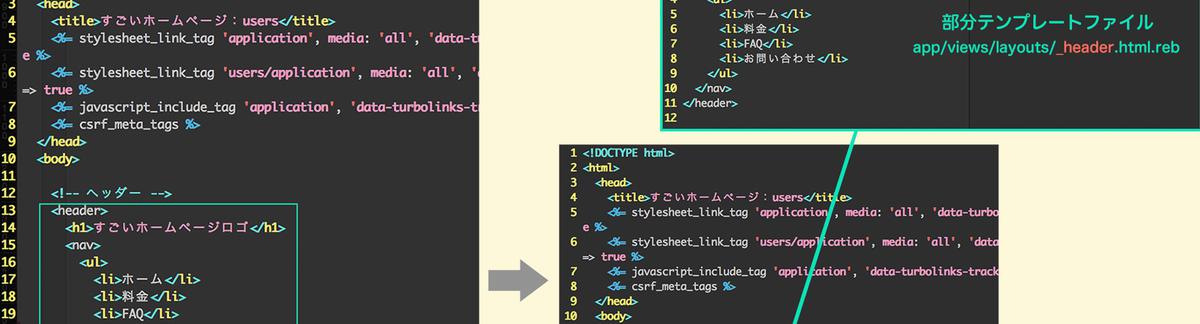 3 <head>
4 <title>すごいホームページ：users</title>
5 <%= stylesheet_link_tag 'application', media: 'all', 'data-t
e %>
6 <%= stylesheet_link_tag 'users/application', media: 'all', 'da
=> true %>
7 <%= javascript_include_tag 'application', 'data-turbolinks-t
8 <%= csrf_meta_tags %>
9 </head>
10 <body>
11
12 <!-- ヘッダー -->
13 <header>
14 <h1>すごいホームページロゴ</h1>
15 <nav>
16 <ul>
17 <li>ホーム</li>
18 <li>料金</li>
19 <li>FAQ</li>
5 <li>ホーム</li>
6 <li>料金</li>
7 <li>FAQ</li>
8 <li>お問い合わせ</li>
9 </ul>
10 </nav>
11 </header>
12
部分テンプレートファイル
app/views/layouts/_header.html.reb
1 <!DOCTYPE html>
2 <html>
3 <head>
4 <title>すごいホームページ：users</title>
5 <%= stylesheet_link_tag 'application', media: 'all', 'data-turbo
e %>
6 <%= stylesheet_link_tag 'users/application', media: 'all', 'data
=> true %>
7 <%= javascript_include_tag 'application', 'data-turbolinks-track
8 <%= csrf_meta_tags %>
9 </head>
10 <body>